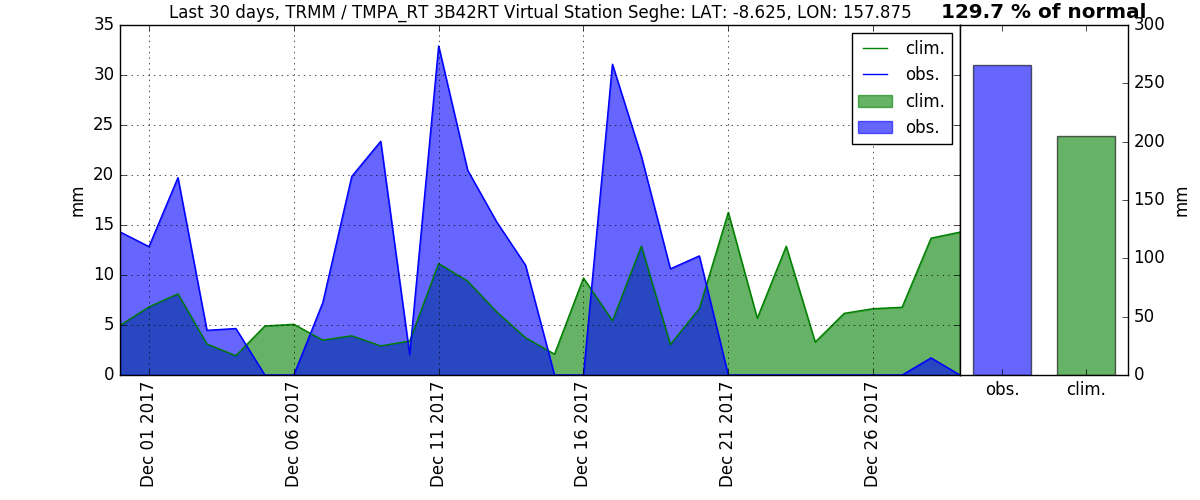 Last 30 days, TRMM / TMPA_RT 3B42RT Virtual Station Seghe: LAT: -8.625, LON: 157.875
129.7 % of normal
35
30
25
20
15
10
5
0
mm
clim.
obs.
clim.
obs.
300
250
200
150
100
50
0
mm
Dec 01 2017
Dec 06 2017
Dec 11 2017
Dec 16 2017
Dec 21 2017
Dec 26 2017
obs.
clim.